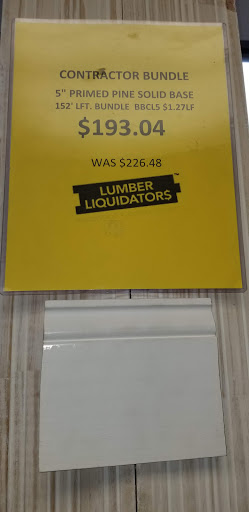 CONTRACTOR BUNDLE
5" PRIMED PINE SOLID BASE
152' LFT. BUNDLE BBCL5 $1.27LF
$193.04
WAS $226.48
LUMBER
LIQUIDATORS™